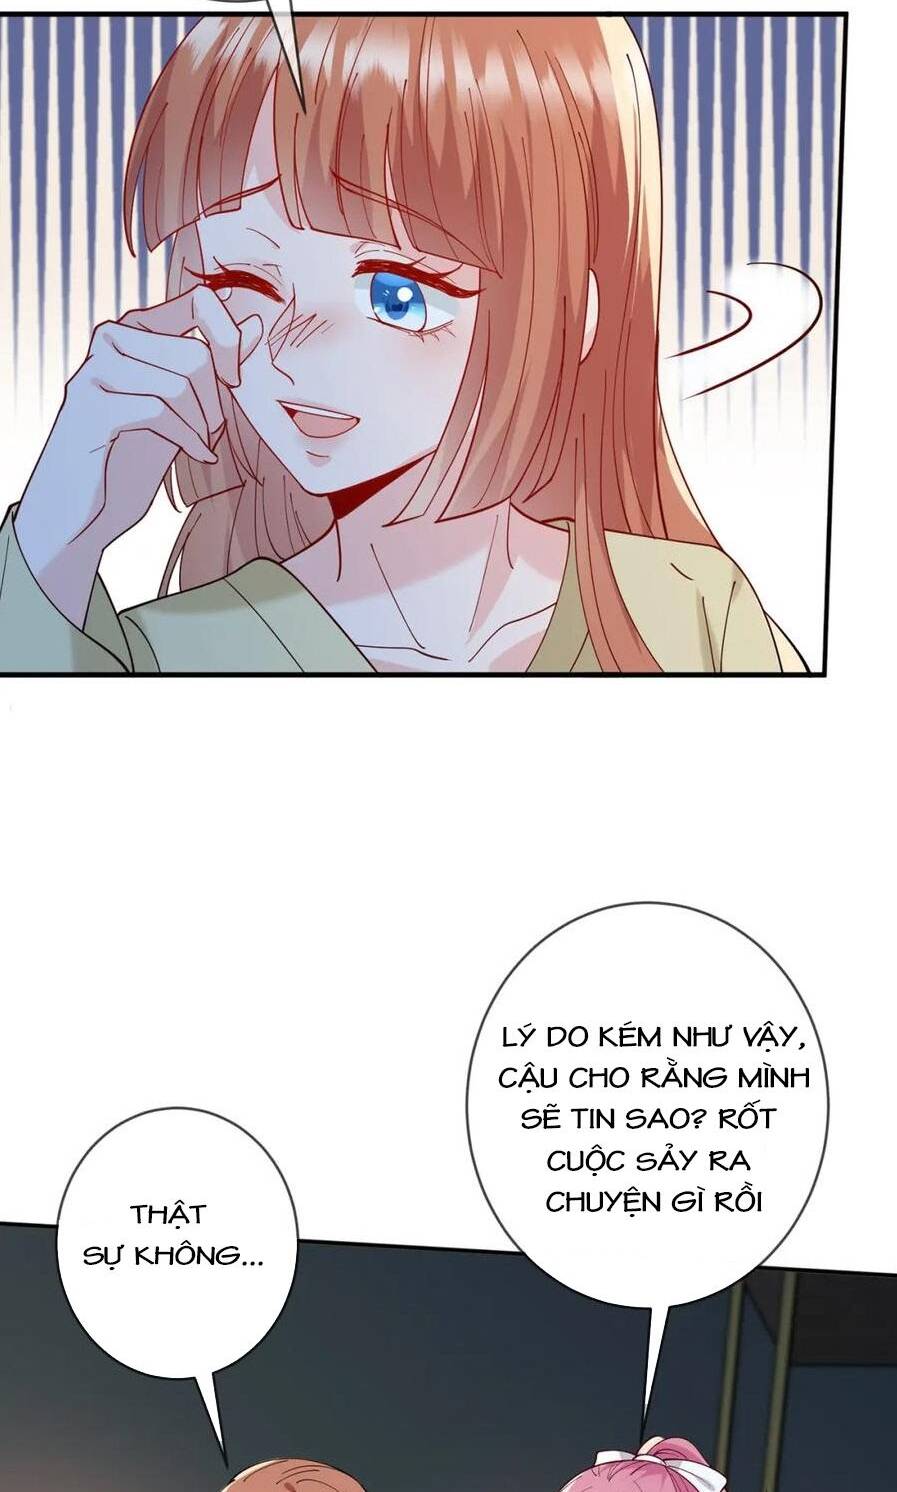 LÝ DO KÉM NHƯ VẬY,
CẬU CHO RẰNG MÌNH
SẼ TIN SAO? RỐT
CUỘC SẢY RA
CHUYỆN GÌ RỒI
THẬT
SỰ KHÔNG...